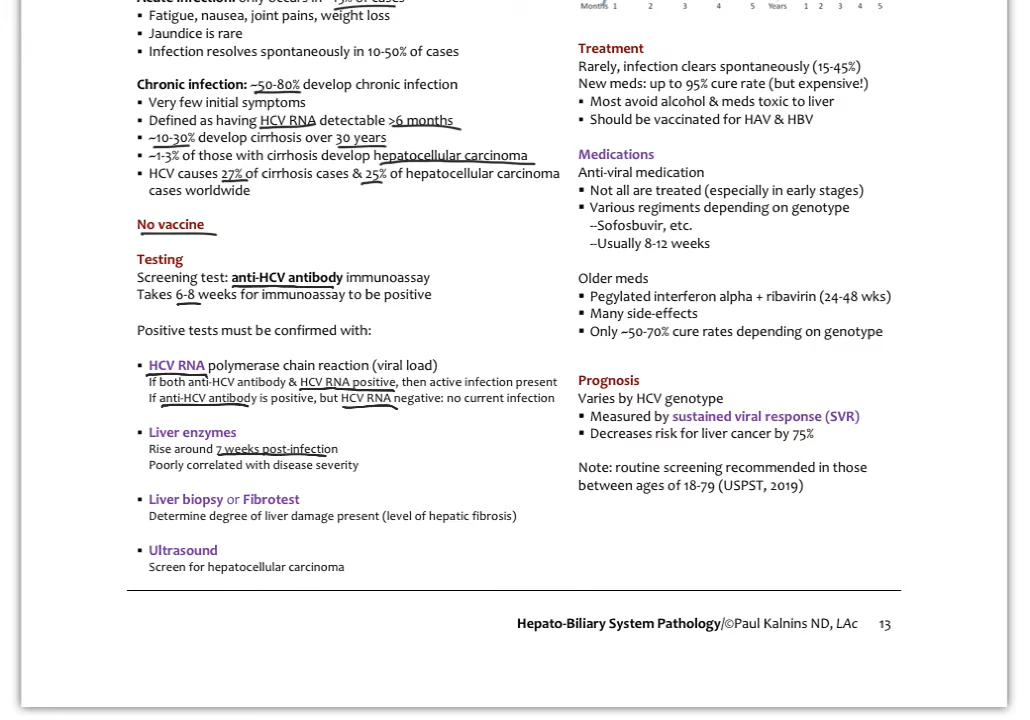 Acute infection: only occurs in ~15% of cases
▪ Fatigue, nausea, joint pains, weight loss
▪ Jaundice is rare
▪ Infection resolves spontaneously in 10-50% of cases
Chronic infection: ~50-80% develop chronic infection
▪ Very few initial symptoms
▪ Defined as having HCV RNA detectable >6 months
▪ ~10-30% develop cirrhosis over 30 years
▪ ~1-3% of those with cirrhosis develop hepatocellular carcinoma
▪ HCV causes 27% of cirrhosis cases & 25% of hepatocellular carcinoma
cases worldwide
No vaccine
Testing
Screening test: anti-HCV antibody immunoassay
Takes 6-8 weeks for immunoassay to be positive
Positive tests must be confirmed with:
▪ HCV RNA polymerase chain reaction (viral load)
If both anti-HCV antibody & HCV RNA positive, then active infection present
If anti-HCV antibody is positive, but HCV RNA negative: no current infection
▪ Liver enzymes
Rise around 7 weeks post-infection
Poorly correlated with disease severity
▪ Liver biopsy or Fibrotest
Determine degree of liver damage present (level of hepatic fibrosis)
▪ Ultrasound
Screen for hepatocellular carcinoma
Months 1 2 3 4 5 Years 1 2 3 4 5
Treatment
Rarely, infection clears spontaneously (15-45%)
New meds: up to 95% cure rate (but expensive!)
▪ Most avoid alcohol & meds toxic to liver
▪ Should be vaccinated for HAV & HBV
Medications
Anti-viral medication
▪ Not all are treated (especially in early stages)
▪ Various regiments depending on genotype
--Sofosbuvir, etc.
--Usually 8-12 weeks
Older meds
▪ Pegylated interferon alpha + ribavirin (24-48 wks)
▪ Many side-effects
▪ Only ~50-70% cure rates depending on genotype
Prognosis
Varies by HCV genotype
▪ Measured by sustained viral response (SVR)
▪ Decreases risk for liver cancer by 75%
Note: routine screening recommended in those
between ages of 18-79 (USPST, 2019)
Hepato-Biliary System Pathology/©Paul Kalnins ND, LAc 13